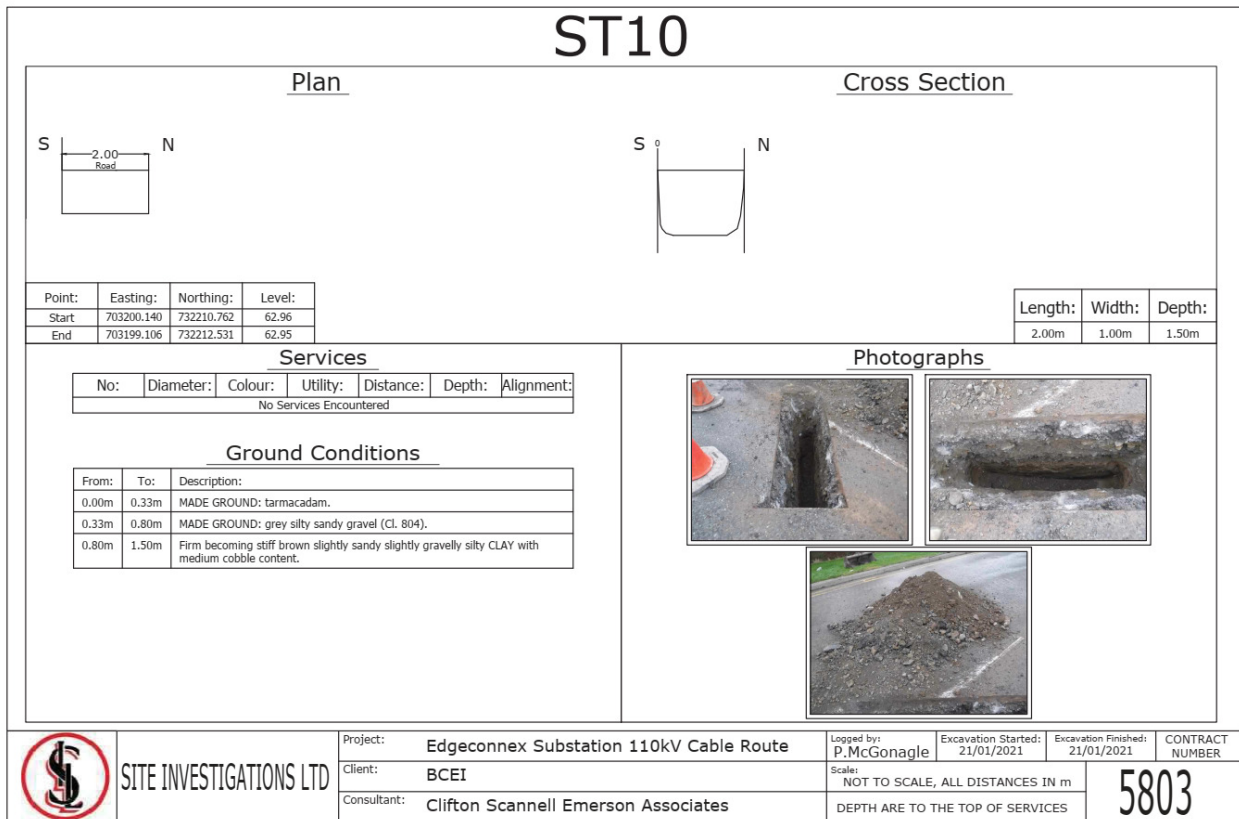 ST10
Plan
S
2.00
Road
N
Cross Section
S
0
N
Point: Easting: Northing: Level:
Start 703200.140 732210.762 62.96
End 703199.106 732212.531 62.95
Length: Width: Depth:
2.00m 1.00m 1.50m
Services
No: Diameter: Colour: Utility: Distance: Depth: Alignment:
No Services Encountered
Ground Conditions
From: To: Description:
0.00m 0.33m MADE GROUND: tarmacadam.
0.33m 0.80m MADE GROUND: grey silty sandy gravel (Cl. 804).
0.80m 1.50m Firm becoming stiff brown slightly sandy slightly gravelly silty CLAY with
medium cobble content.
Photographs
SITE INVESTIGATIONS LTD
Project: Edgeconnex Substation 110kV Cable Route
Client: BCEI
Consultant: Clifton Scannell Emerson Associates
Logged by:
P.McGonagle
Excavation Started:
21/01/2021
Excavation Finished:
21/01/2021
Scale:
NOT TO SCALE, ALL DISTANCES IN m
DEPTH ARE TO THE TOP OF SERVICES
CONTRACT
NUMBER
5803